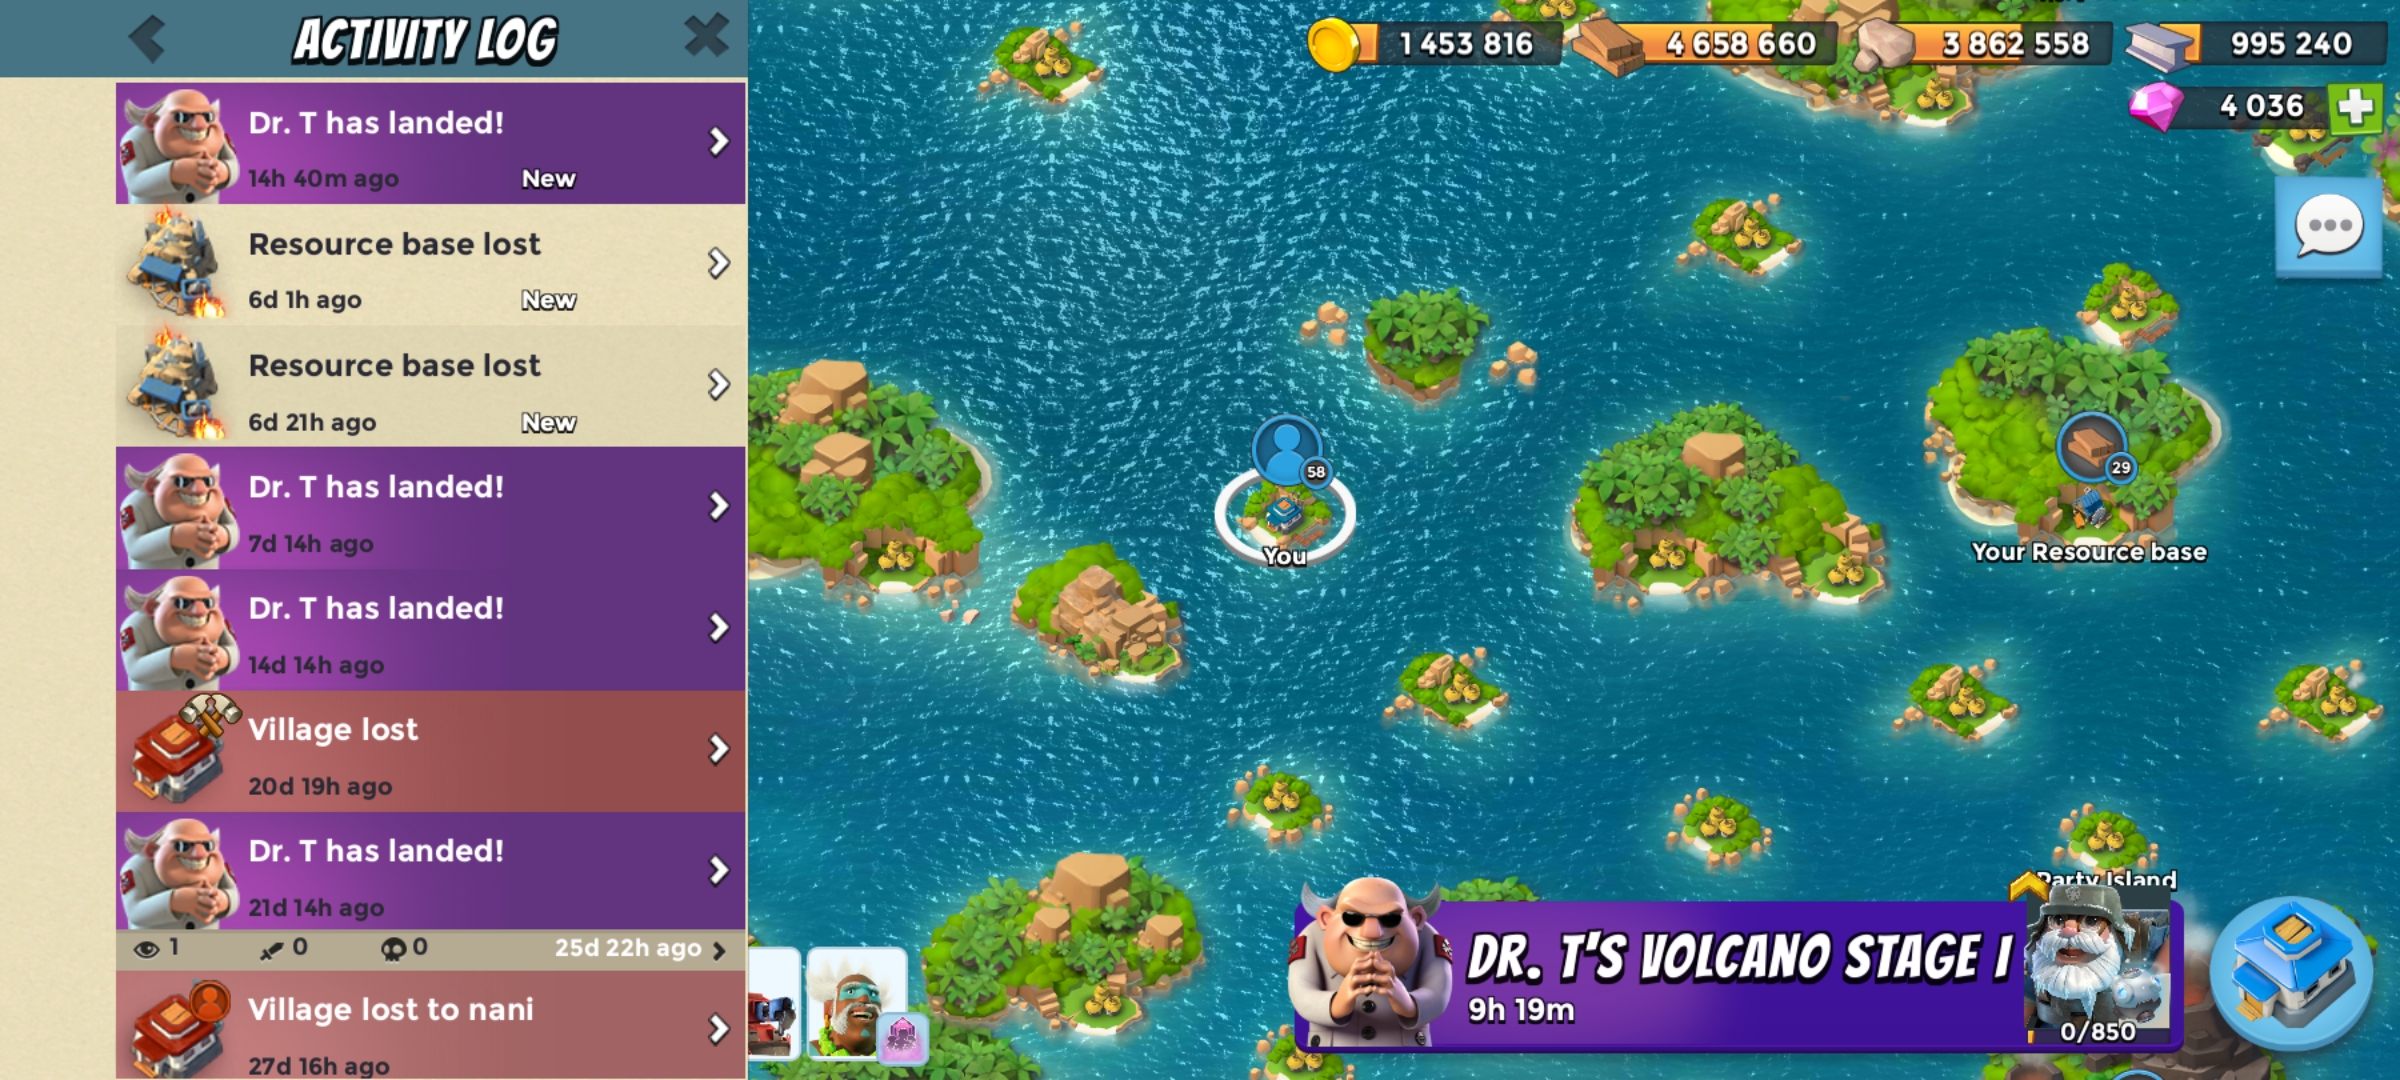 ACTIVITY LOG
Dr. T has landed!
14h 40m ago
New
Resource base lost
6d 1h ago
New
Resource base lost
6d 21h ago
New
Dr. T has landed!
7d 14h ago
Dr. T has landed!
14d 14h ago
Village lost
20d 19h ago
Dr. T has landed!
21d 14h ago
1 0 0 25d 22h ago
Village lost to nani
27d 16h ago
1 453 816
4 658 660
3 862 558
995 240
4 036
58
You
29
Your Resource base
Party Island
DR. T'S VOLCANO STAGE I
9h 19m
0/850